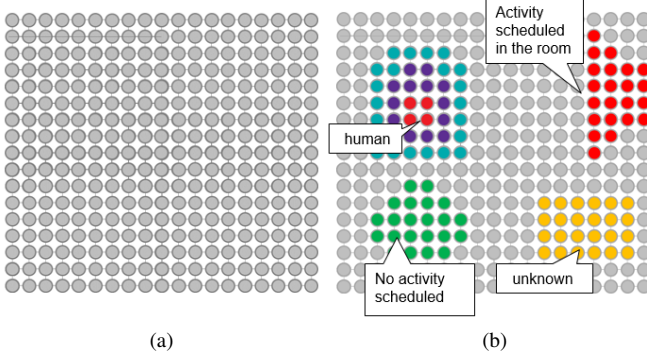 Activity
scheduled
in the room
human
No activity
scheduled
unknown
(a)
(b)